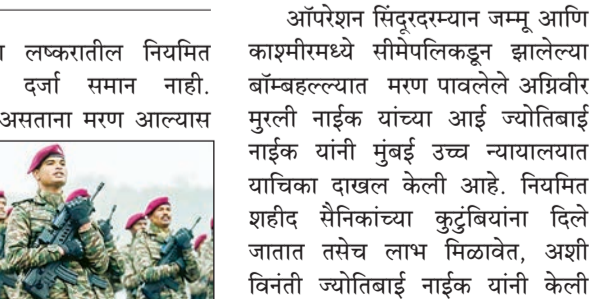 लष्करातील नियमित
दर्जा समान नाही.
असताना मरण आल्यास
ऑपरेशन सिंदूरदरम्यान जम्मू आणि
काश्मीरमध्ये सीमेपलिकडून झालेल्या
बॉम्बहल्ल्यात मरण पावलेले अग्निवीर
मुरली नाईक यांच्या आई ज्योतिबाई
नाईक यांनी मुंबई उच्च न्यायालयात
याचिका दाखल केली आहे. नियमित
शहीद सैनिकांच्या कुटुंबियांना दिले
जातात तसेच लाभ मिळावेत, अशी
विनंती ज्योतिबाई नाईक यांनी केली